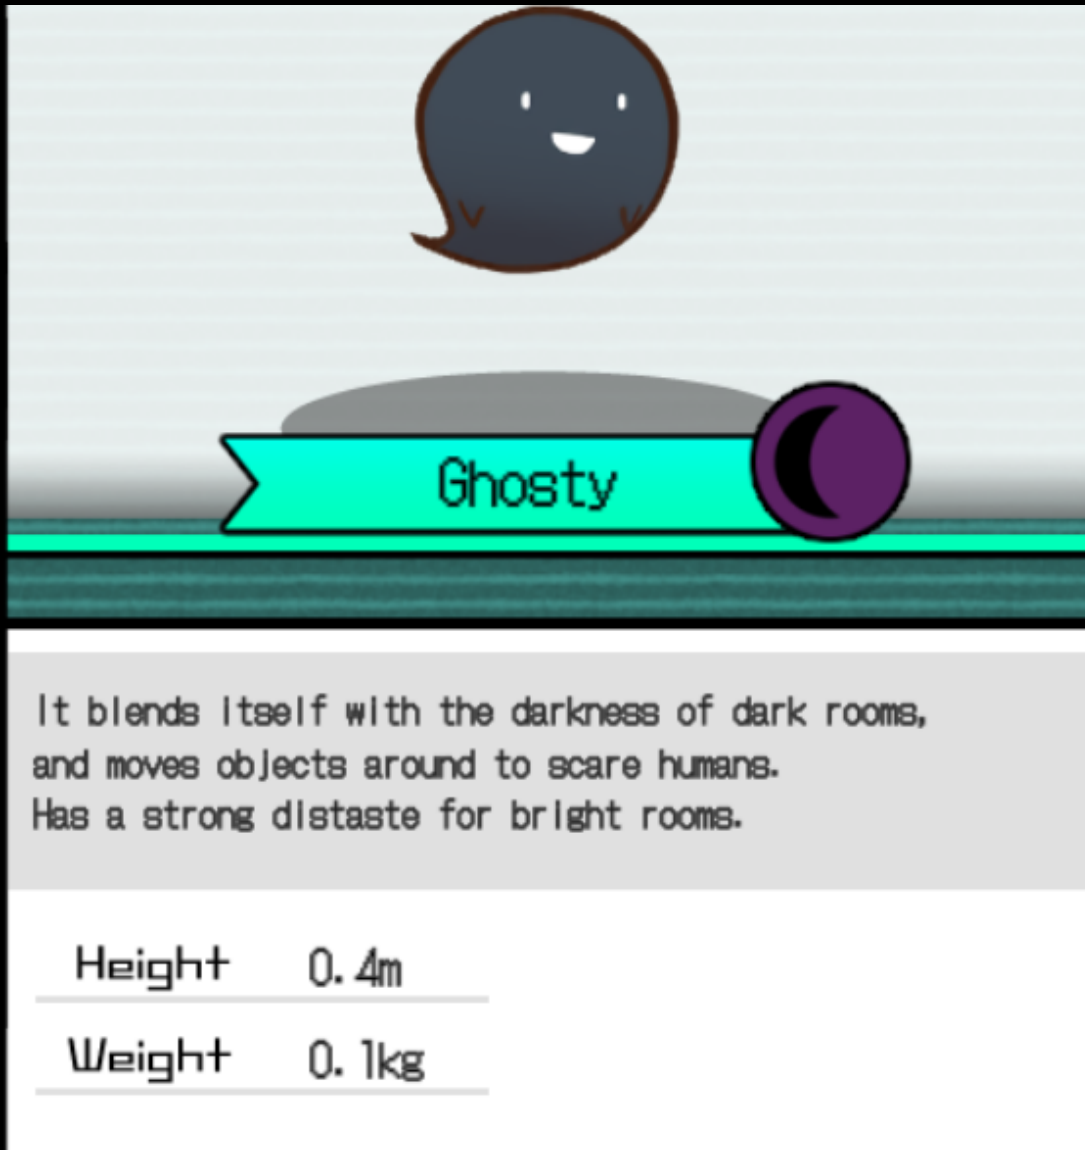 Ghosty
It blends itself with the darkness of dark rooms,
and moves objects around to scare humans.
Has a strong distaste for bright rooms.
Height 0.4m
Weight 0.1kg